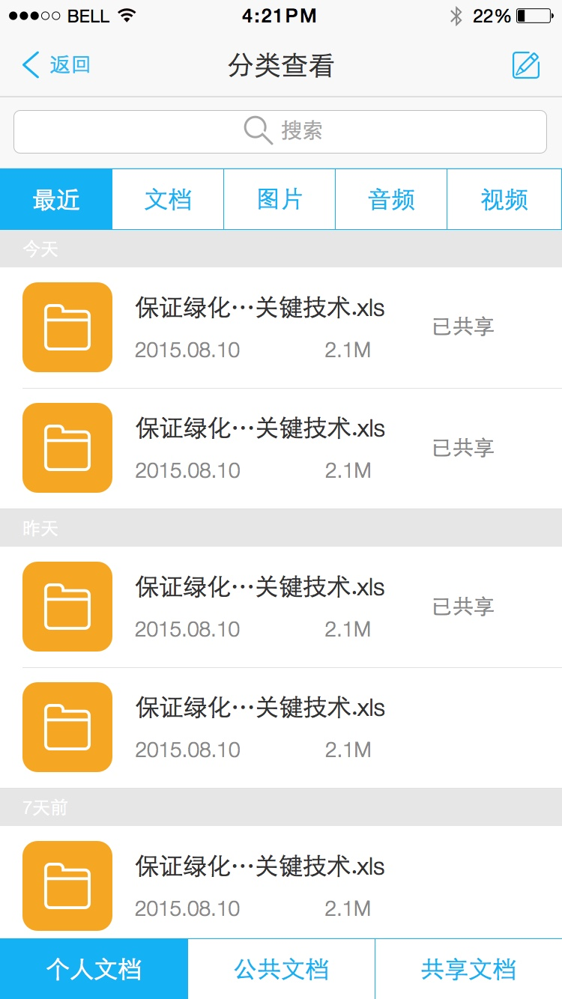 BELL 4:21PM 22%
返回 分类查看
搜索
最近 文档 图片 音频 视频
今天
保证绿化…关键技术.xls
已共享
2015.08.10 2.1M
保证绿化…关键技术.xls
已共享
2015.08.10 2.1M
昨天
保证绿化…关键技术.xls
已共享
2015.08.10 2.1M
保证绿化…关键技术.xls
2015.08.10 2.1M
7天前
保证绿化…关键技术.xls
2015.08.10 2.1M
个人文档 公共文档 共享文档